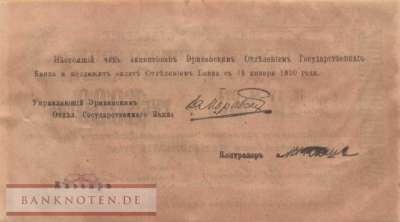 Настоящій чекъ акцептованъ Эриванскимъ Отдѣленіемъ Государственнаго
Банка и подлежитъ оплатѣ Отдѣленіемъ Банка съ 15 января 1920 года.
Управляющій Эриванскимъ
Отдѣл. Государственнаго Банка
Контролеръ
Кассиръ
BANKNOTEN.DE